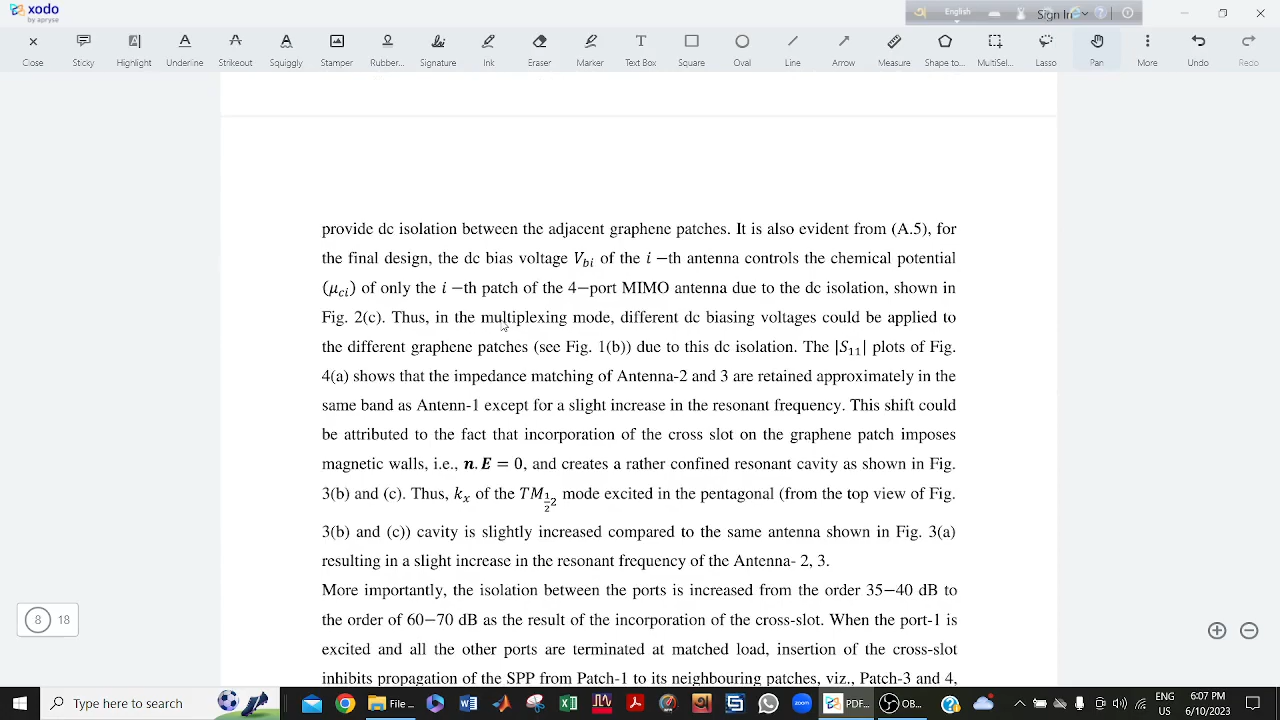 xodo
by apryse
English
Sign In
Close
Sticky
Highlight
Underline
Strikeout
Squiggly
Stamper
Rubber...
Signature
Ink
Eraser
Marker
Text Box
Square
Oval
Line
Arrow
Measure
Shape to...
MultiSel...
Lasso
Pan
More
Undo
Redo
provide dc isolation between the adjacent graphene patches. It is also evident from (A.5), for
the final design, the dc bias voltage V_bi of the i −th antenna controls the chemical potential
(μ_ci) of only the i −th patch of the 4−port MIMO antenna due to the dc isolation, shown in
Fig. 2(c). Thus, in the multiplexing mode, different dc biasing voltages could be applied to
the different graphene patches (see Fig. 1(b)) due to this dc isolation. The |S₁₁| plots of Fig.
4(a) shows that the impedance matching of Antenna-2 and 3 are retained approximately in the
same band as Antenn-1 except for a slight increase in the resonant frequency. This shift could
be attributed to the fact that incorporation of the cross slot on the graphene patch imposes
magnetic walls, i.e., n. E = 0, and creates a rather confined resonant cavity as shown in Fig.
3(b) and (c). Thus, kₓ of the TM_{1/2 2} mode excited in the pentagonal (from the top view of Fig.
3(b) and (c)) cavity is slightly increased compared to the same antenna shown in Fig. 3(a)
resulting in a slight increase in the resonant frequency of the Antenna- 2, 3.
More importantly, the isolation between the ports is increased from the order 35−40 dB to
the order of 60−70 dB as the result of the incorporation of the cross-slot. When the port-1 is
excited and all the other ports are terminated at matched load, insertion of the cross-slot
inhibits propagation of the SPP from Patch-1 to its neighbouring patches, viz., Patch-3 and 4,
8 18
Type here to search
File ...
PDF...
OB...
zoom
ENG
US
6:07 PM
6/10/2023